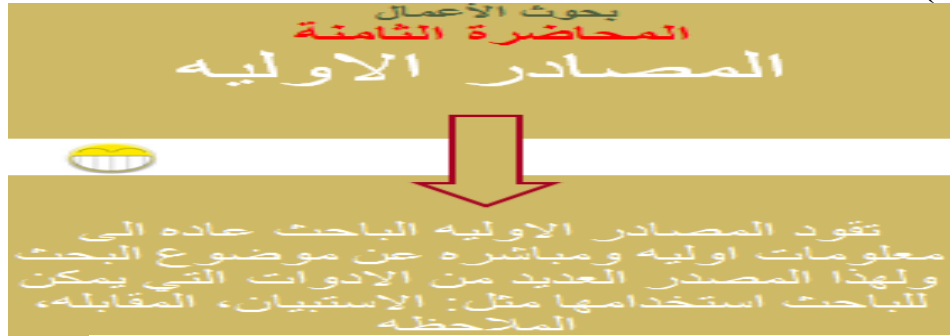 بحوث الأعمال
المحاضرة الثامنة
المصادر الاوليه
تقود المصادر الاوليه الباحث عاده الى
معلومات اوليه ومباشره عن موضوع البحث
ولهذا المصدر العديد من الادوات التي يمكن
للباحث استخدامها مثل: الاستبيان، المقابله،
الملاحظه